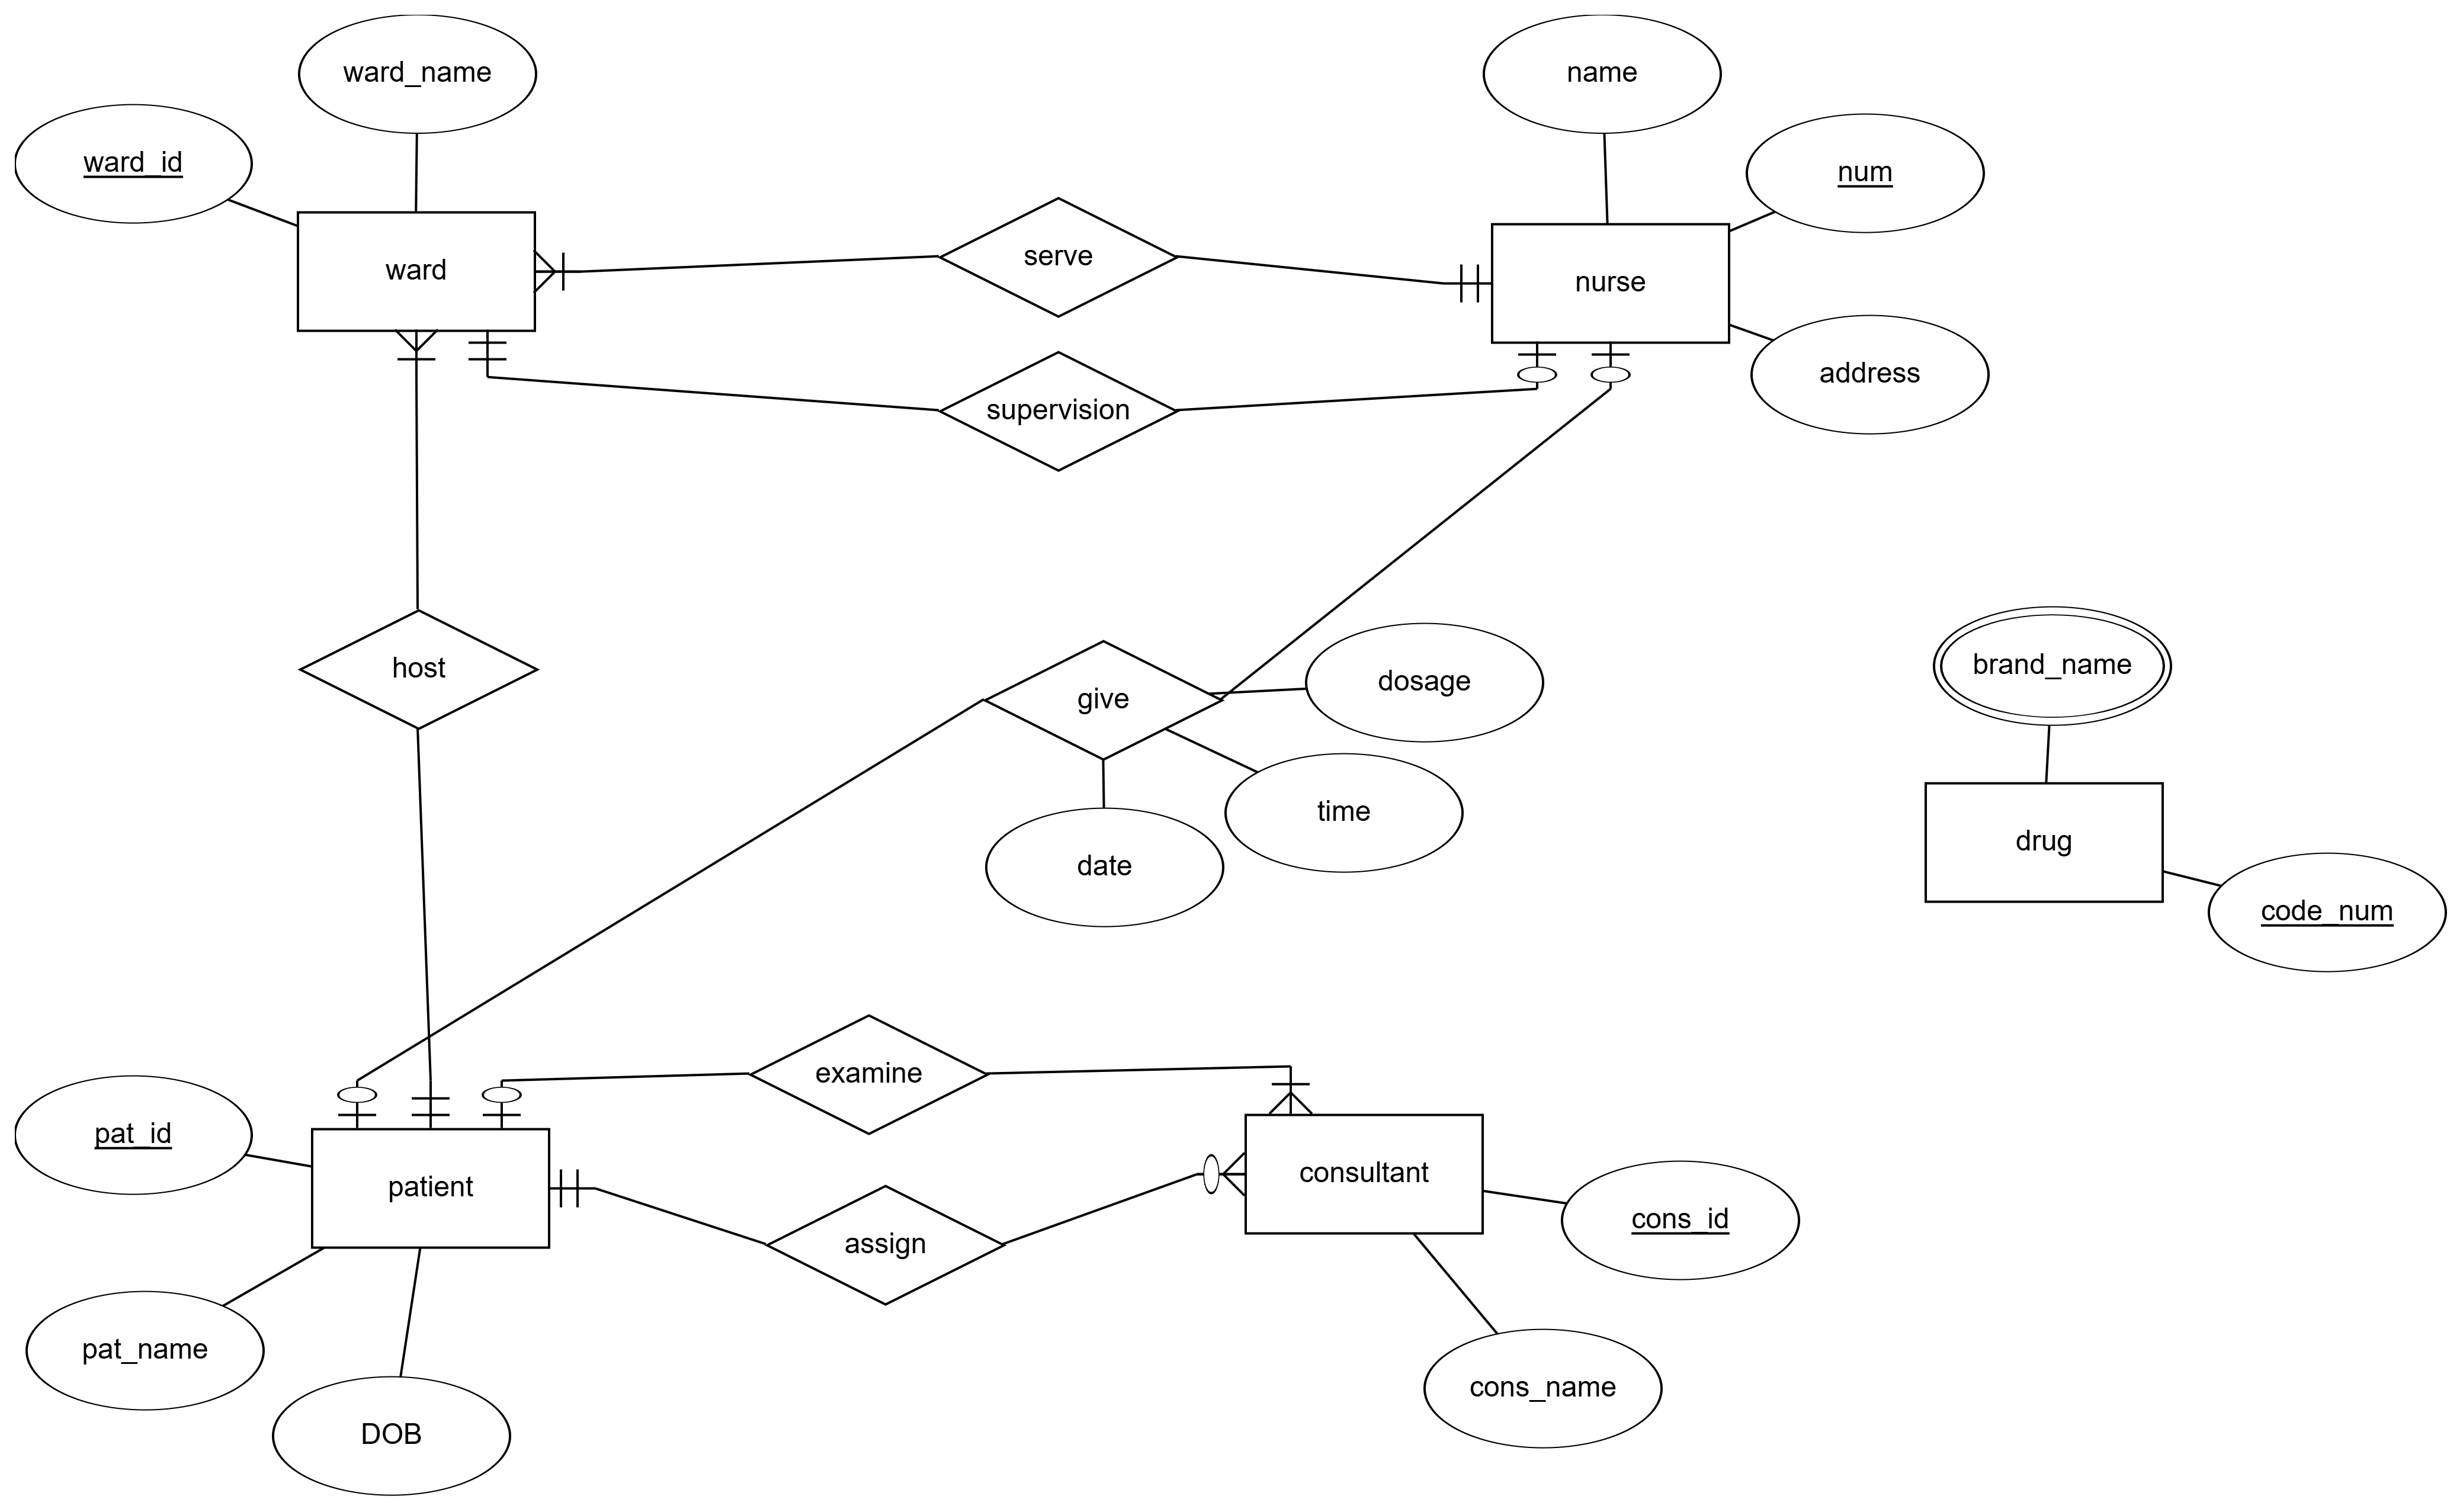 ward_name
name
ward_id
num
ward
serve
nurse
address
supervision
host
give
dosage
brand_name
time
date
drug
code_num
examine
pat_id
patient
consultant
assign
cons_id
pat_name
cons_name
DOB